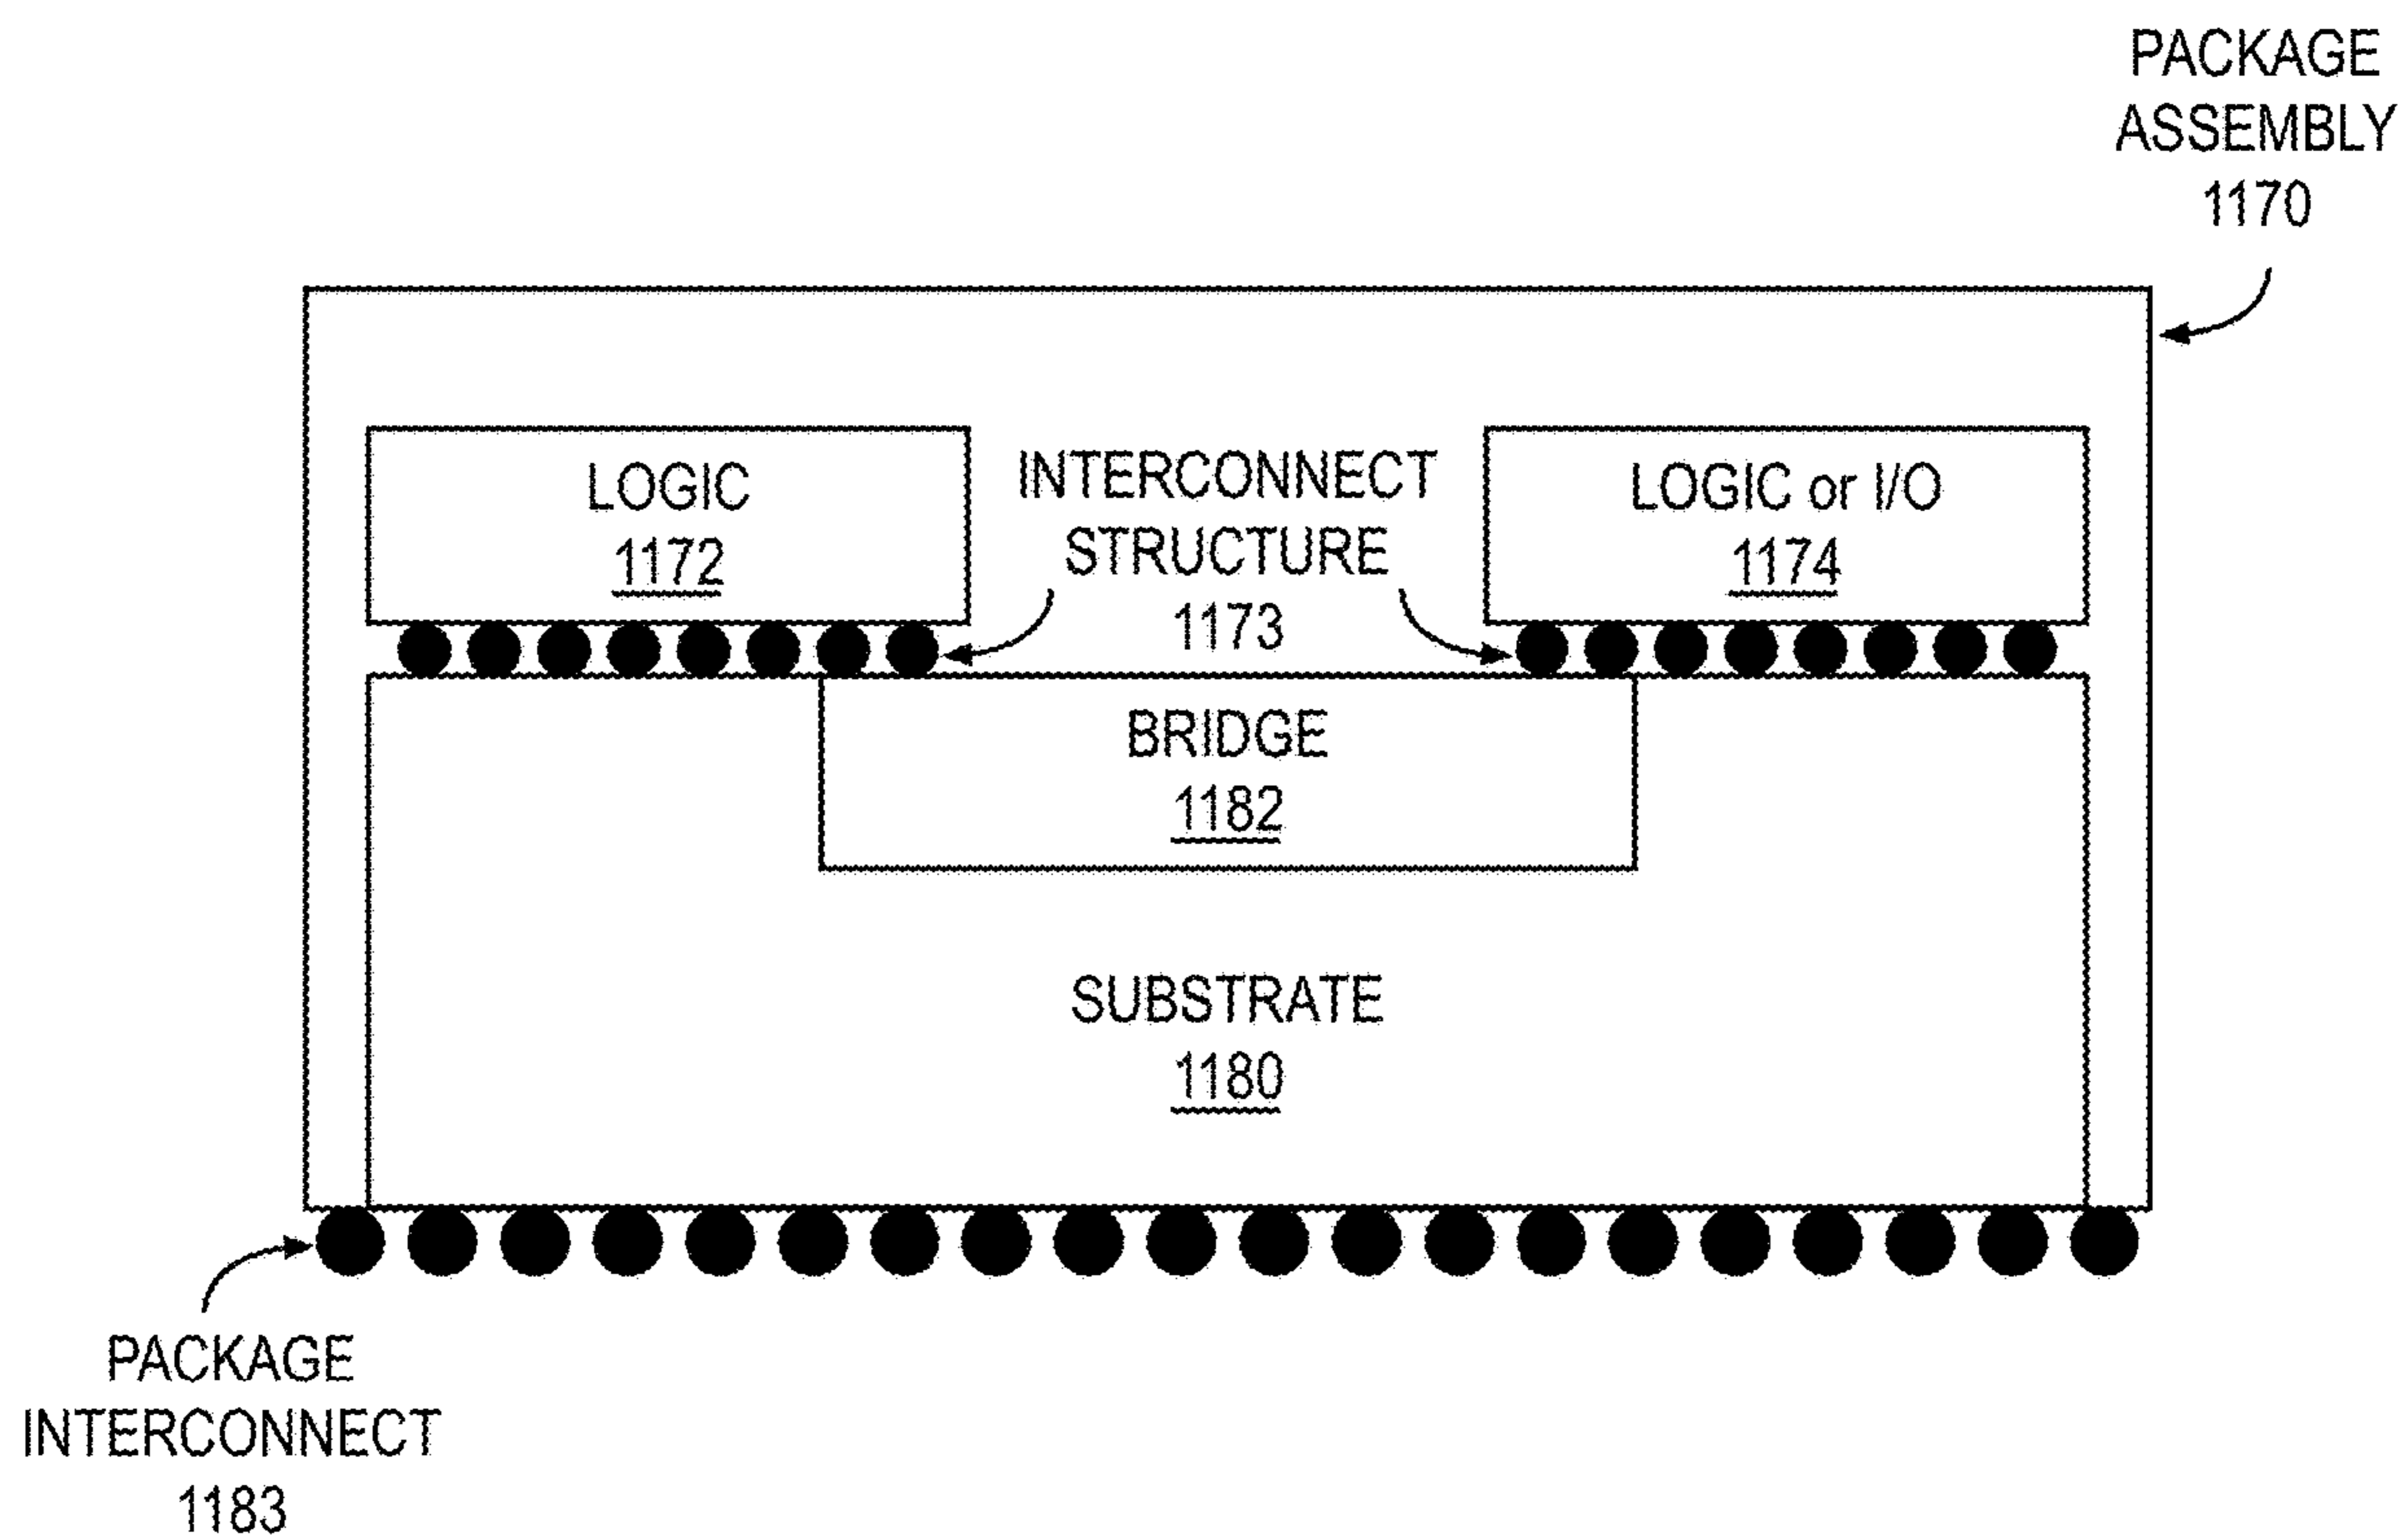 PACKAGE
ASSEMBLY
1170
LOGIC
1172
INTERCONNECT
STRUCTURE
1173
LOGIC or I/O
1174
BRIDGE
1182
SUBSTRATE
1180
PACKAGE
INTERCONNECT
1183